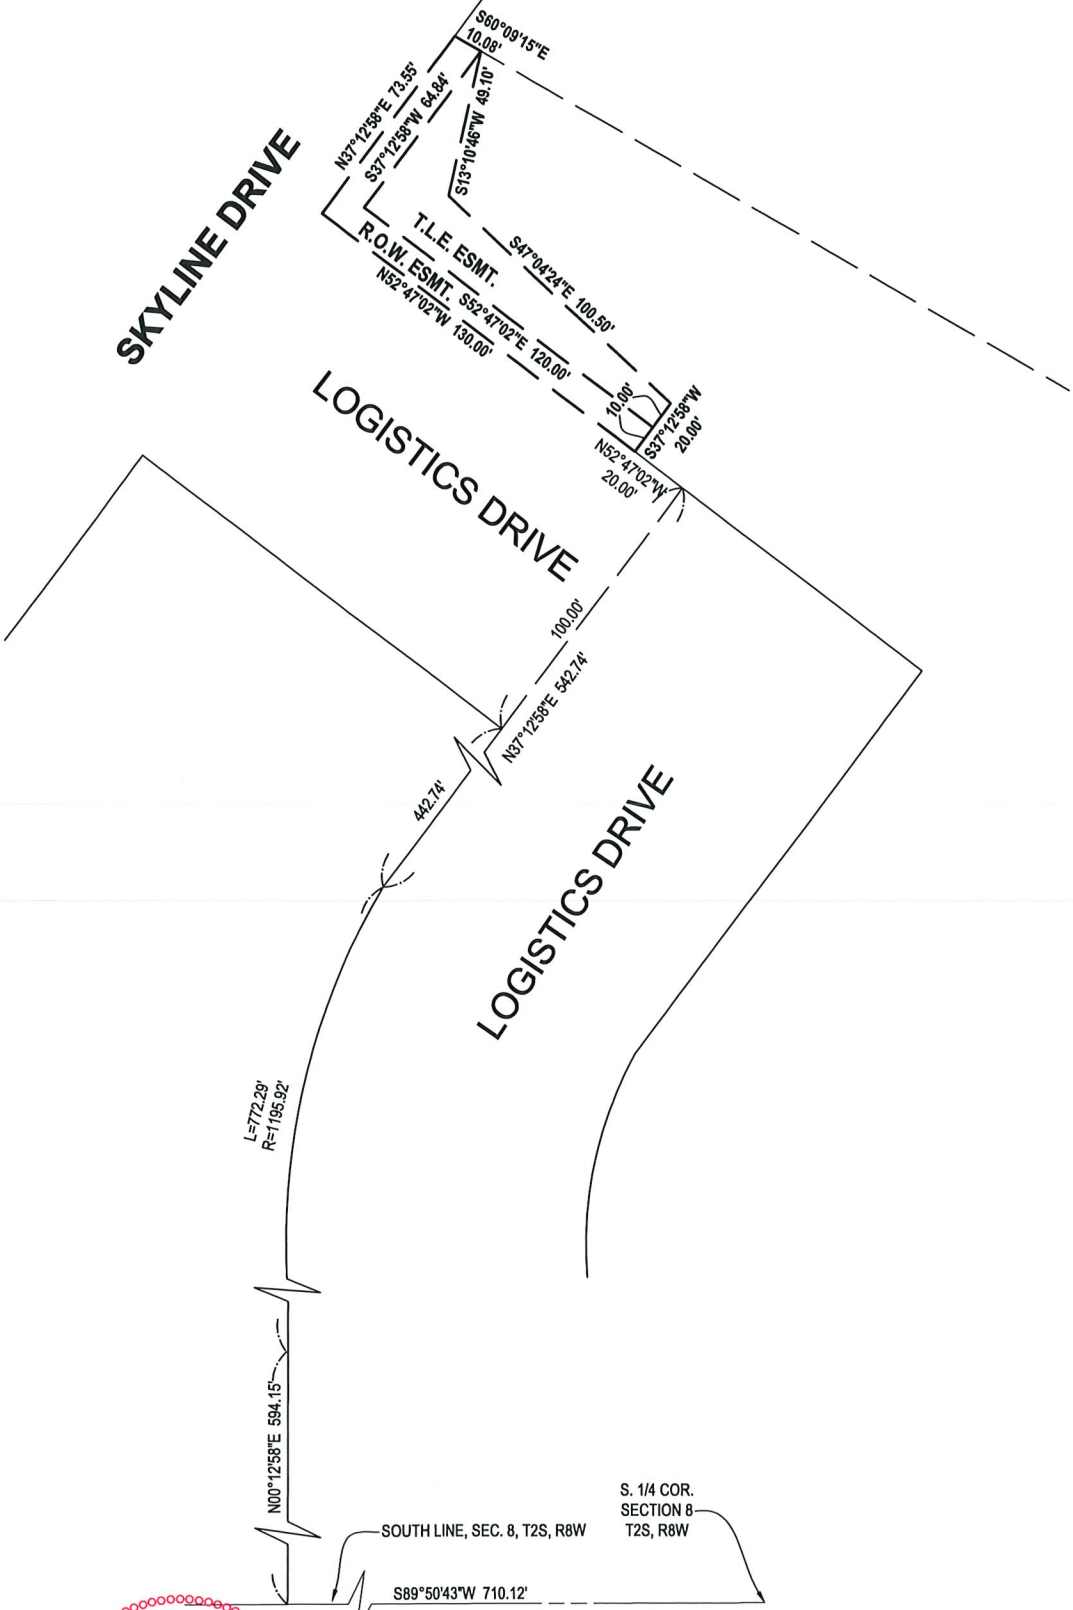 S60°09'15"E
10.08'
N37°12'58"E 73.55'
S37°12'58"W 64.84'
S13°10'46"W 49.10'
SKYLINE DRIVE
T.L.E. ESMT.
R.O.W. ESMT.
S47°04'24"E 100.50'
S52°47'02"E 120.00'
N52°47'02"W 130.00'
LOGISTICS DRIVE
10.00'
S37°12'58"W
20.00'
N52°47'02"W
20.00'
100.00'
N37°12'58"E 542.74'
442.74'
LOGISTICS DRIVE
L=772.29'
R=1195.92'
N00°12'58"E 594.15'
S. 1/4 COR.
SECTION 8
T2S, R8W
SOUTH LINE, SEC. 8, T2S, R8W
S89°50'43"W 710.12'